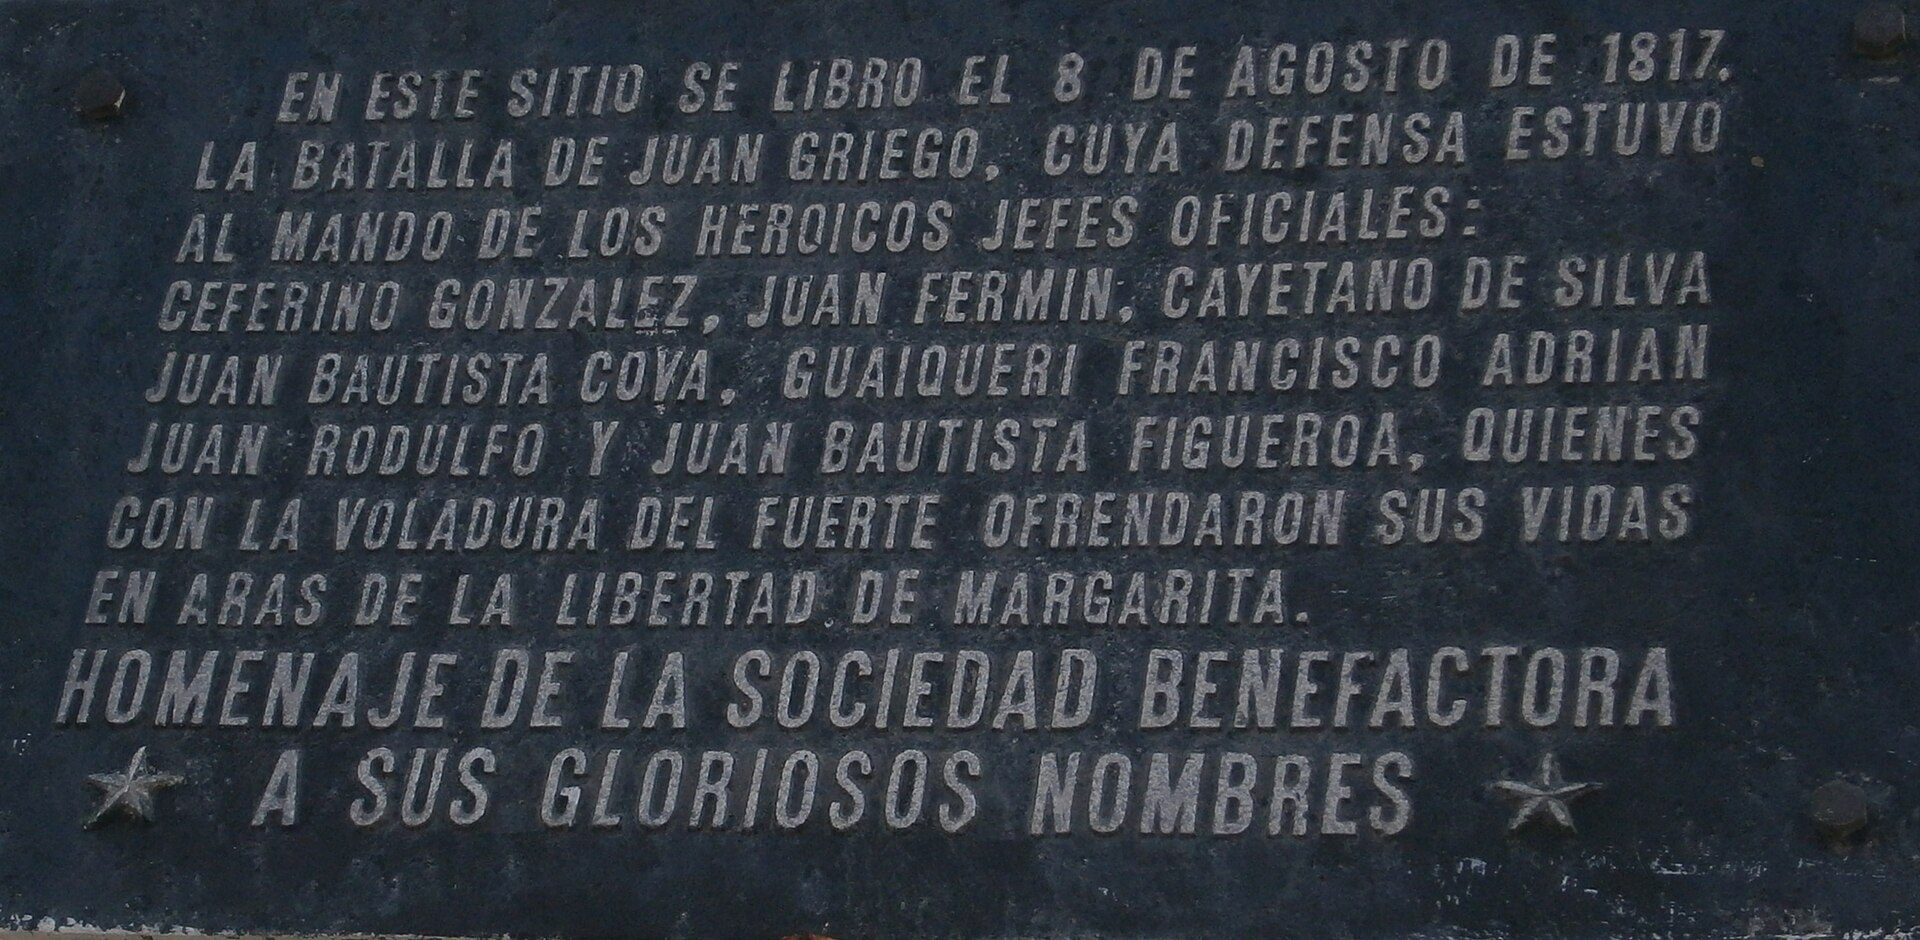 EN ESTE SITIO SE LIBRO EL 8 DE AGOSTO DE 1817.
LA BATALLA DE JUAN GRIEGO, CUYA DEFENSA ESTUVO
AL MANDO DE LOS HEROICOS JEFES OFICIALES:
CEFERINO GONZALEZ, JUAN FERMIN, CAYETANO DE SILVA
JUAN BAUTISTA COVA, GUAIQUERI FRANCISCO ADRIAN
JUAN RODULFO Y JUAN BAUTISTA FIGUEROA, QUIENES
CON LA VOLADURA DEL FUERTE OFRENDARON SUS VIDAS
EN ARAS DE LA LIBERTAD DE MARGARITA.
HOMENAJE DE LA SOCIEDAD BENEFACTORA
A SUS GLORIOSOS NOMBRES